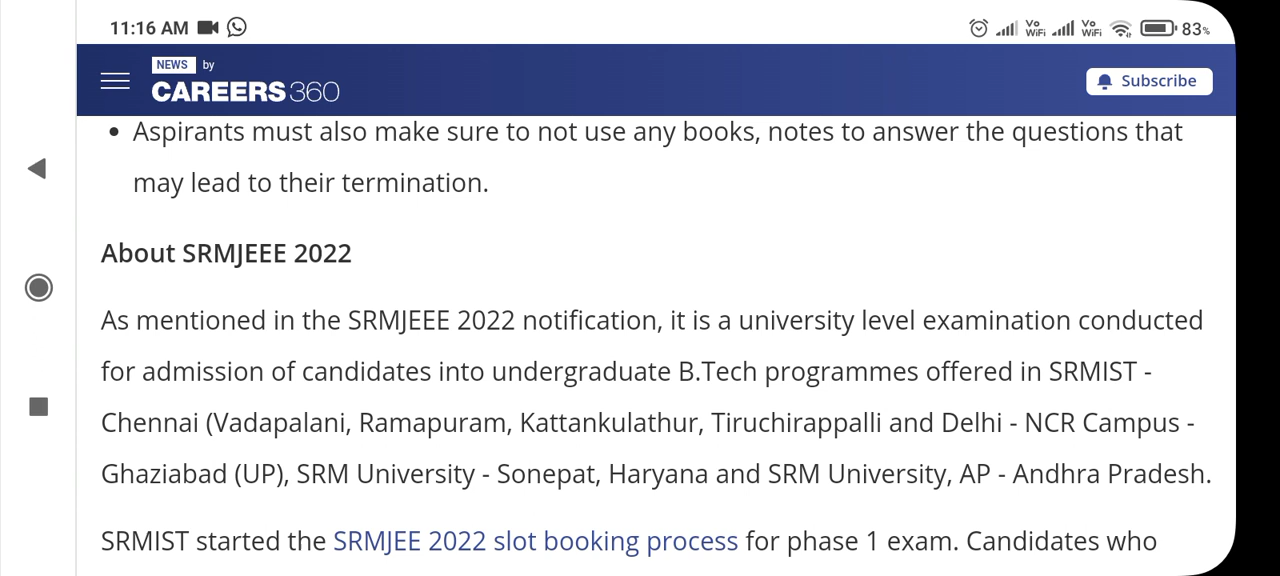 11:16 AM Vo WiFi Vo WiFi 83%
NEWS by
CAREERS360 Subscribe
• Aspirants must also make sure to not use any books, notes to answer the questions that
may lead to their termination.
About SRMJEEE 2022
As mentioned in the SRMJEEE 2022 notification, it is a university level examination conducted
for admission of candidates into undergraduate B.Tech programmes offered in SRMIST -
Chennai (Vadapalani, Ramapuram, Kattankulathur, Tiruchirappalli and Delhi - NCR Campus -
Ghaziabad (UP), SRM University - Sonepat, Haryana and SRM University, AP - Andhra Pradesh.
SRMIST started the SRMJEE 2022 slot booking process for phase 1 exam. Candidates who